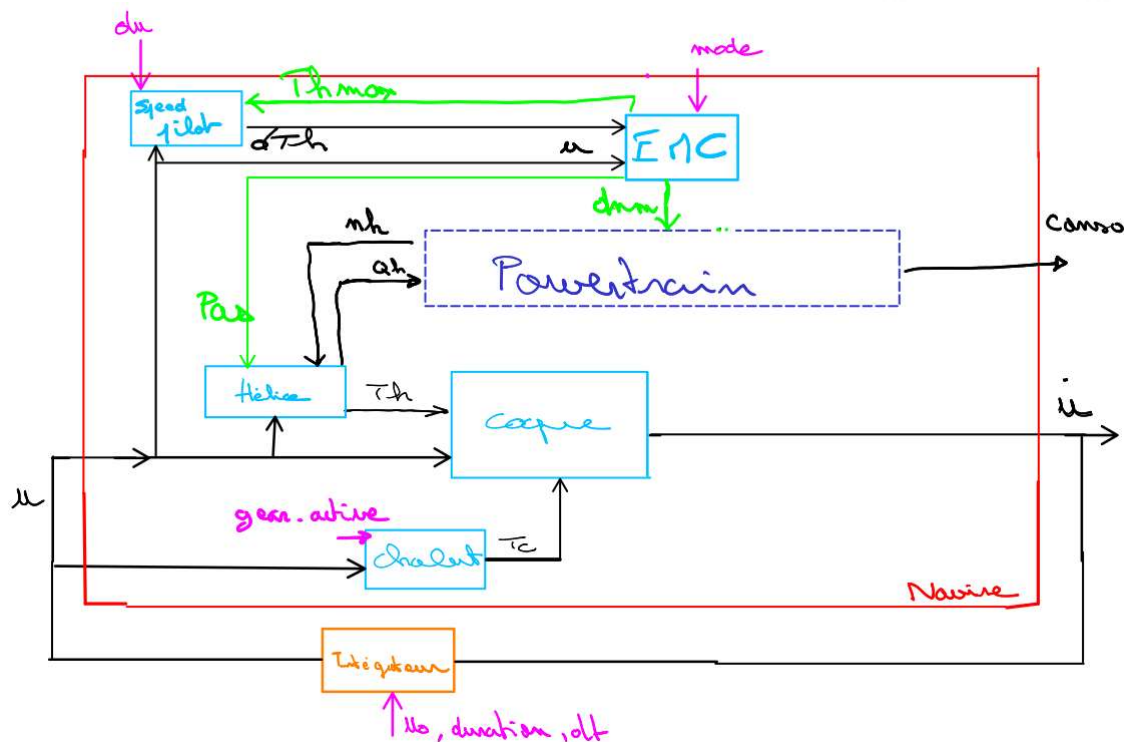 du
mode
Thmax
Speed
pilot
dTh
u
EMC
dnm
nh
Qh
Powertrain
conso
Pas
Hélice
Th
coque
u̇
u
gear_active
chalut
Tc
Navire
Intégrateur
u0, duration, dt